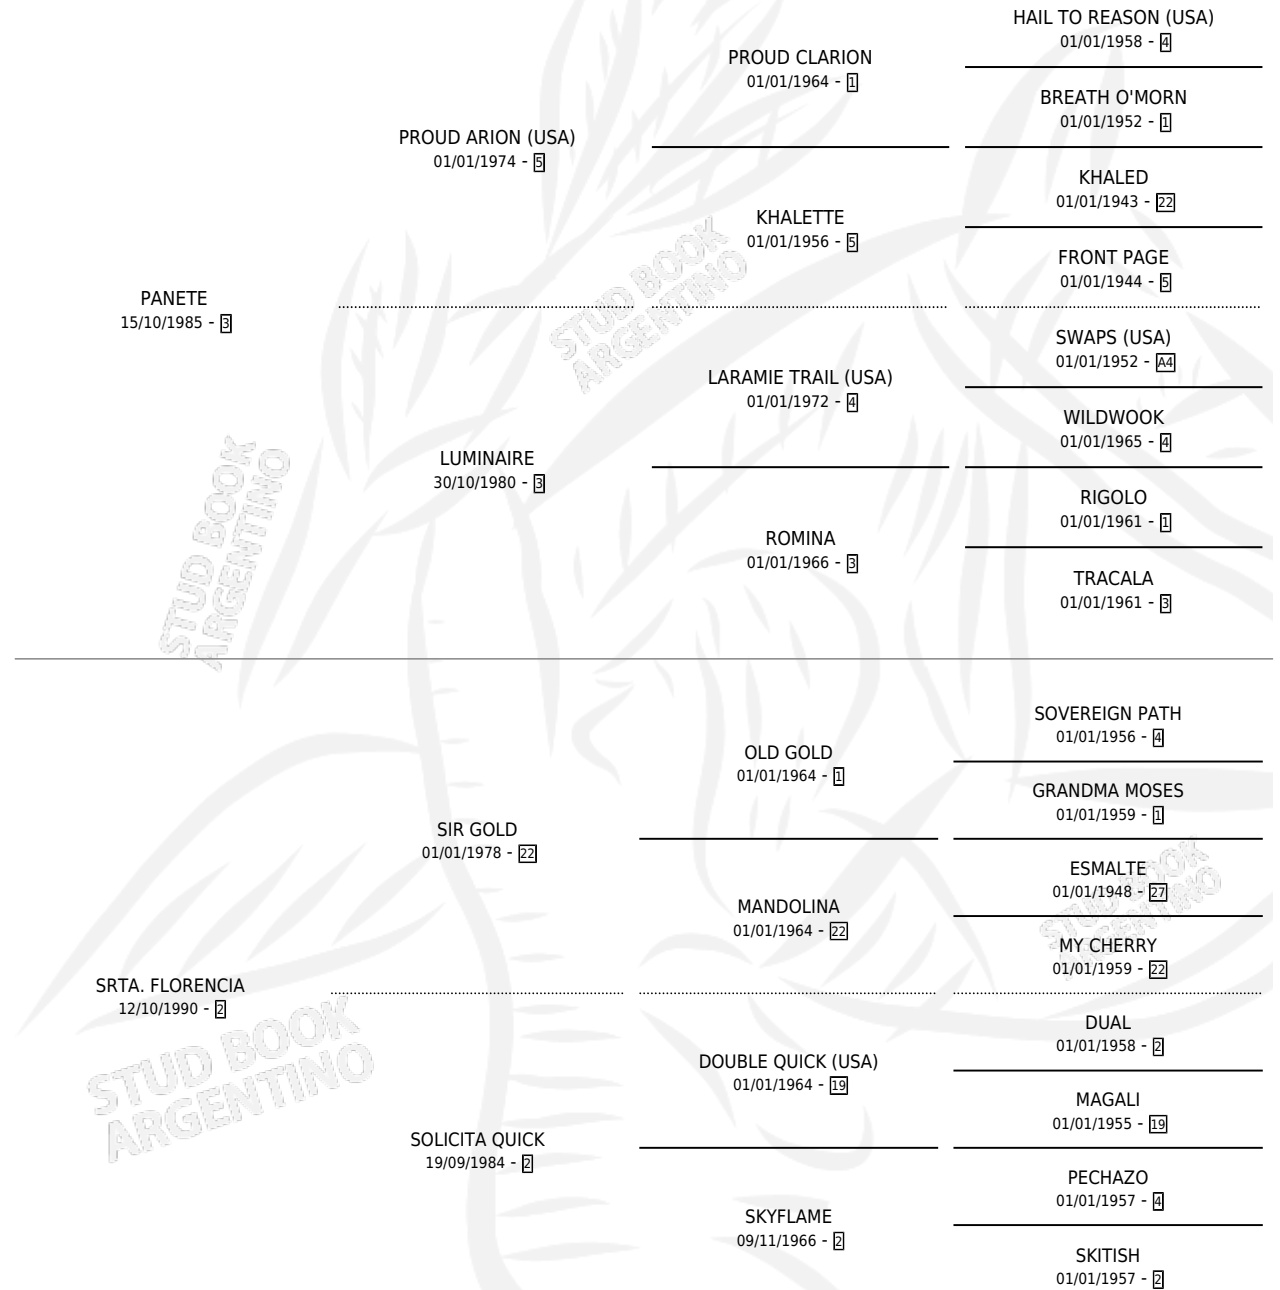 HAIL TO REASON (USA)
01/01/1958 - 4
PROUD CLARION
01/01/1964 - 1
BREATH O'MORN
01/01/1952 - 1
PROUD ARION (USA)
01/01/1974 - 5
KHALED
01/01/1943 - 22
KHALETTE
01/01/1956 - 5
FRONT PAGE
01/01/1944 - 5
PANETE
15/10/1985 - 3
STUD BOOK
ARGENTINO
SWAPS (USA)
01/01/1952 - A4
LARAMIE TRAIL (USA)
01/01/1972 - 4
WILDWOOK
01/01/1965 - 4
LUMINAIRE
30/10/1980 - 3
RIGOLO
01/01/1961 - 1
ROMINA
01/01/1966 - 3
TRACALA
01/01/1961 - 3
STUD BOOK
ARGENTINO
SOVEREIGN PATH
01/01/1956 - 4
OLD GOLD
01/01/1964 - 1
GRANDMA MOSES
01/01/1959 - 1
SIR GOLD
01/01/1978 - 22
ESMALTE
01/01/1948 - 27
MANDOLINA
01/01/1964 - 22
MY CHERRY
01/01/1959 - 22
STUD BOOK
ARGENTINO
SRTA. FLORENCIA
12/10/1990 - 2
DUAL
01/01/1958 - 2
DOUBLE QUICK (USA)
01/01/1964 - 19
MAGALI
01/01/1955 - 19
STUD BOOK
ARGENTINO
SOLICITA QUICK
19/09/1984 - 2
PECHAZO
01/01/1957 - 4
SKYFLAME
09/11/1966 - 2
SKITISH
01/01/1957 - 2